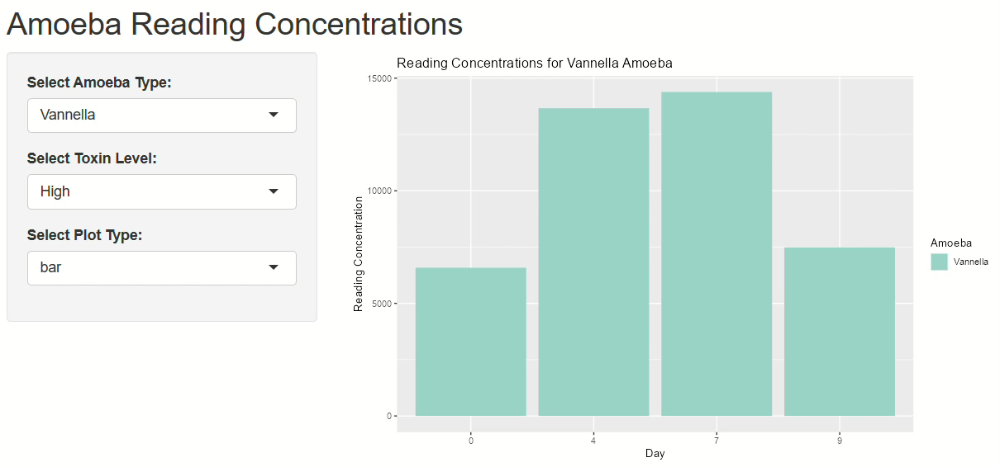 Amoeba Reading Concentrations
Select Amoeba Type:
Vannella
Select Toxin Level:
High
Select Plot Type:
bar
Reading Concentrations for Vannella Amoeba
15000
10000
5000
0
Reading Concentration
0 4 7 9
Day
Amoeba
Vannella